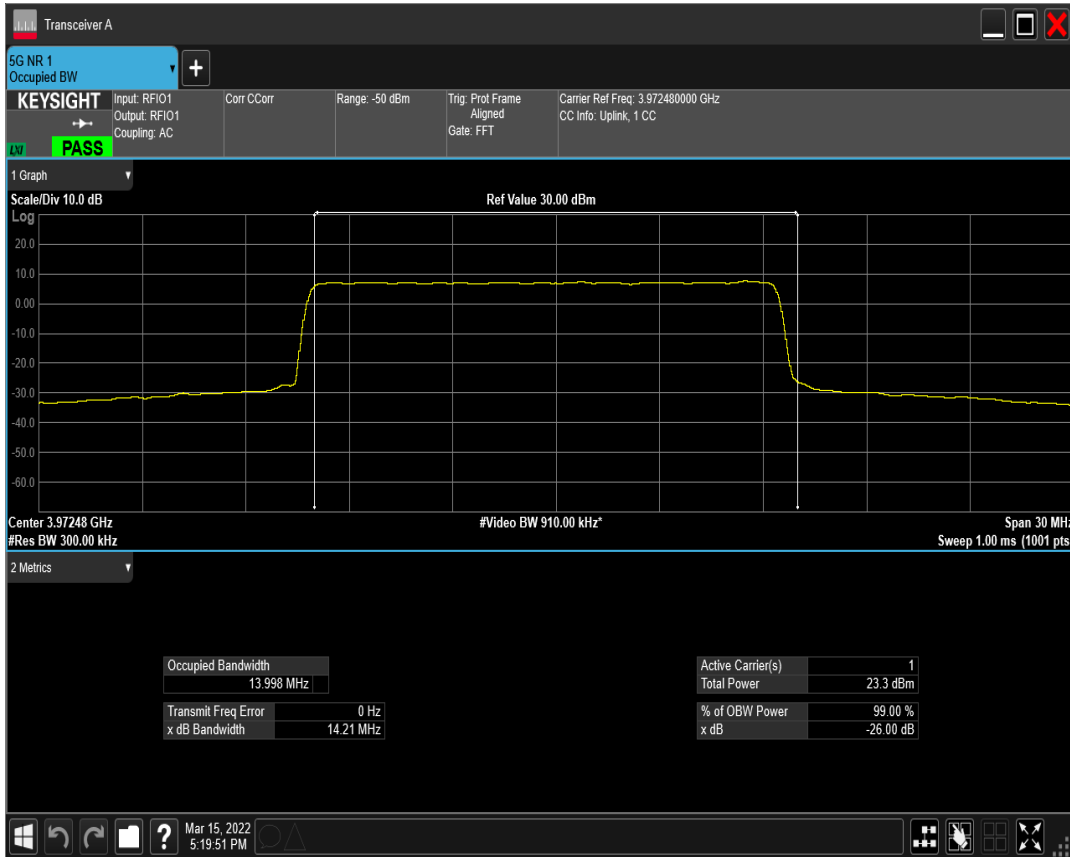 Transceiver A
5G NR 1
Occupied BW
+
KEYSIGHT
LXI
PASS
Input: RFIO1
Output: RFIO1
Coupling: AC
Corr CCorr
Range: -50 dBm
Trig: Prot Frame
Aligned
Gate: FFT
Carrier Ref Freq: 3.972480000 GHz
CC Info: Uplink, 1 CC
1 Graph
Scale/Div 10.0 dB
Ref Value 30.00 dBm
Log
20.0
10.0
0.00
-10.0
-20.0
-30.0
-40.0
-50.0
-60.0
Center 3.97248 GHz
#Video BW 910.00 kHz*
Span 30 MHz
#Res BW 300.00 kHz
Sweep 1.00 ms (1001 pts
2 Metrics
Occupied Bandwidth
13.998 MHz
Transmit Freq Error 0 Hz
x dB Bandwidth 14.21 MHz
Active Carrier(s) 1
Total Power 23.3 dBm
% of OBW Power 99.00 %
x dB -26.00 dB
?
Mar 15, 2022
5:19:51 PM